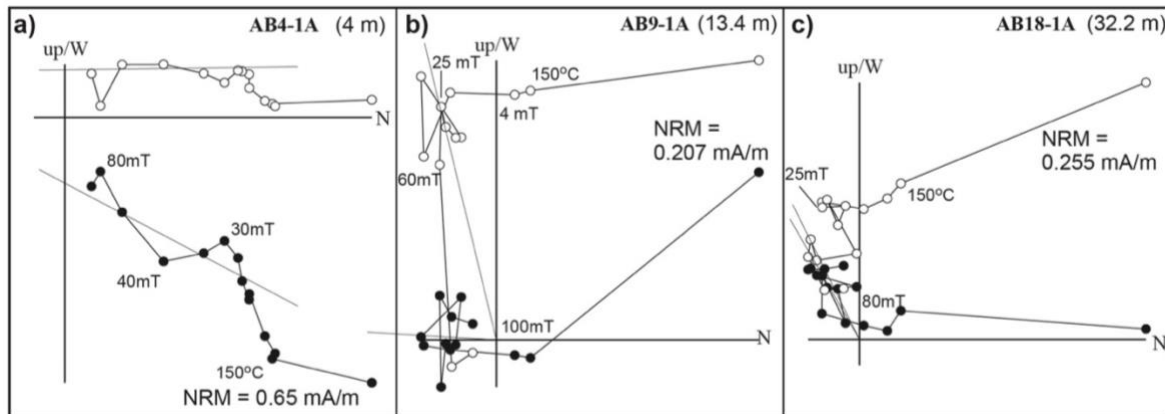 a) AB4-1A (4 m)
up/W
N
80mT
30mT
40mT
150ºC
NRM = 0.65 mA/m
b) AB9-1A (13.4 m)
up/W
25 mT
150ºC
4 mT
NRM =
0.207 mA/m
60mT
100mT
N
c) AB18-1A (32.2 m)
up/W
NRM =
0.255 mA/m
25mT
150ºC
80mT
N